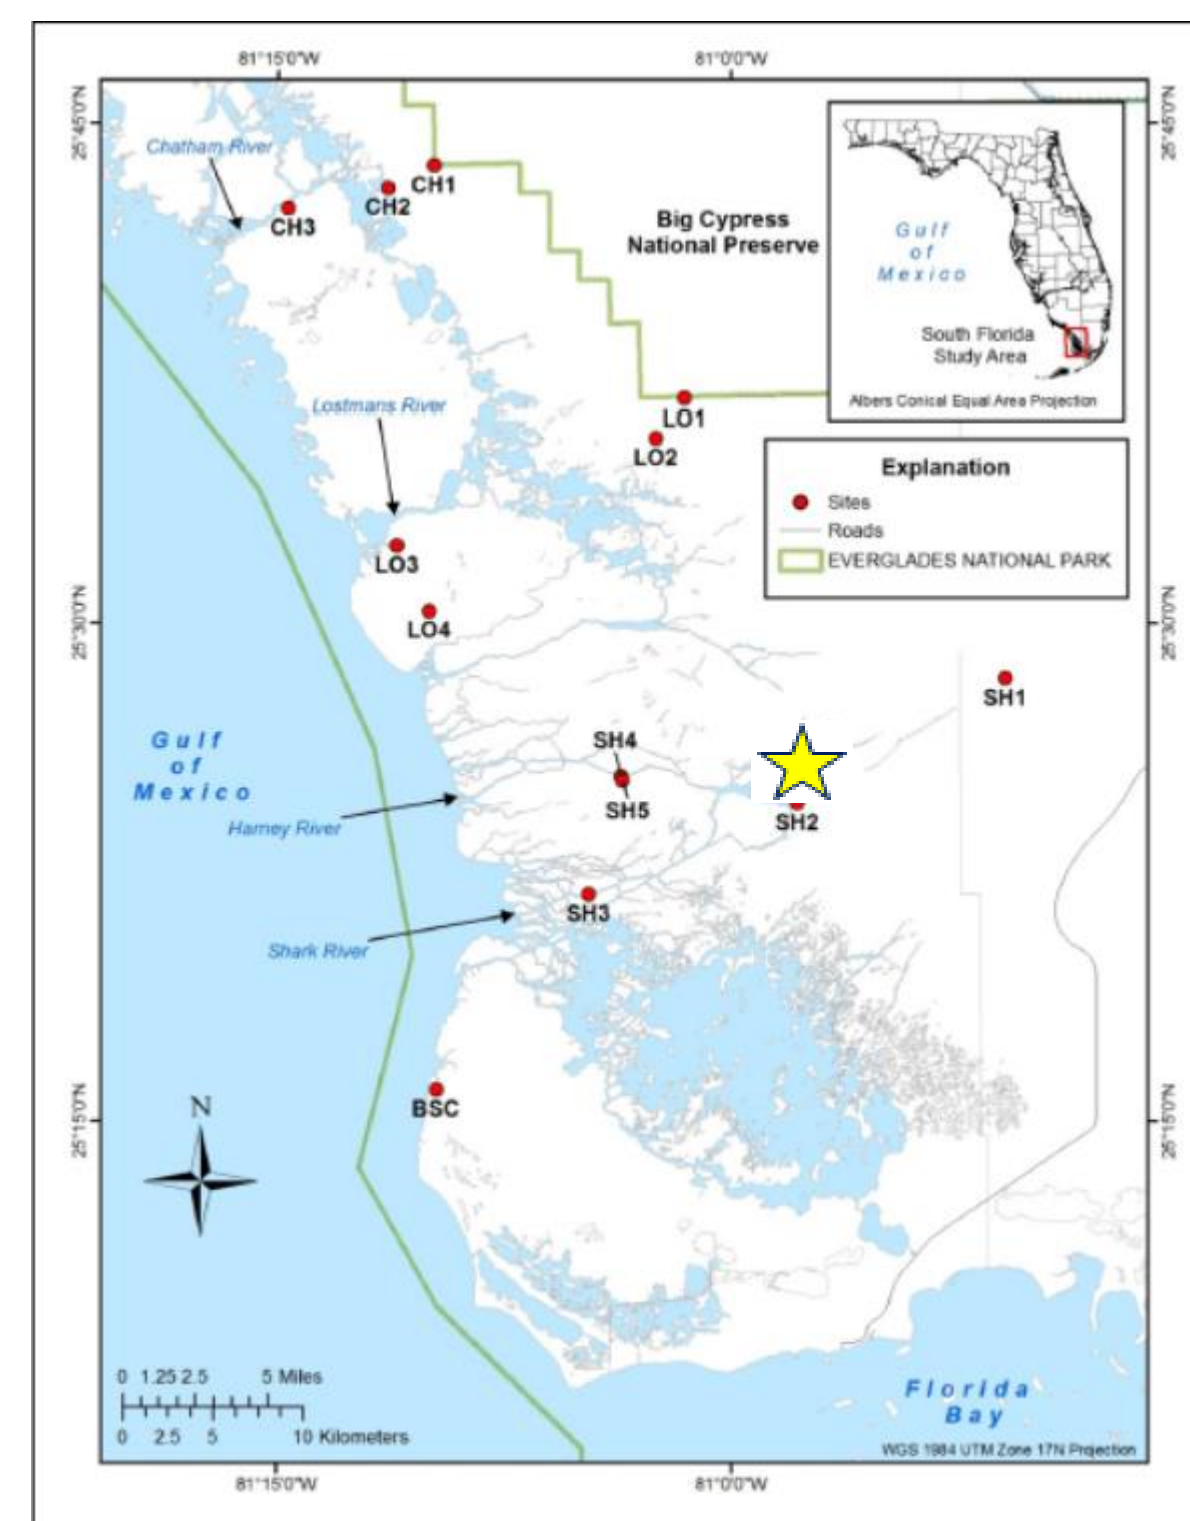 81°15'0"W
81°0'0"W
25°45'0"N
25°45'0"N
Chatham River
CH1
CH2
CH3
Big Cypress
National Preserve
Gulf
of
Mexico
South Florida
Study Area
Albers Conical Equal Area Projection
Lostmans River
LO1
LO2
Explanation
Sites
Roads
EVERGLADES NATIONAL PARK
LO3
LO4
25°30'0"N
25°30'0"N
SH1
Gulf
of
Mexico
SH4
SH5
SH2
Harney River
SH3
Shark River
BSC
25°15'0"N
25°15'0"N
N
0 1.25 2.5 5 Miles
0 2.5 5 10 Kilometers
Florida
Bay
WGS 1984 UTM Zone 17N Projection
81°15'0"W
81°0'0"W